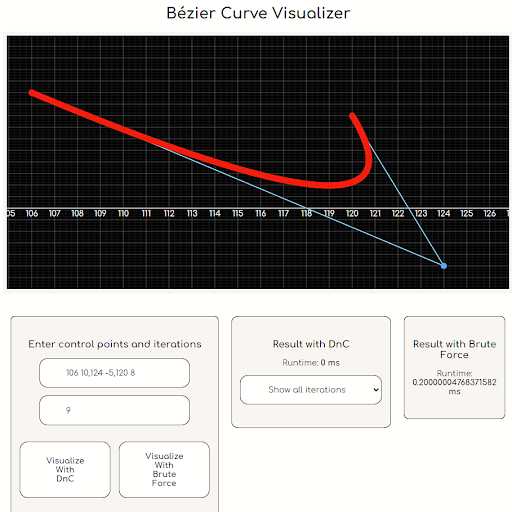 Bézier Curve Visualizer
05 106 107 108 109 110 111 112 113 114 115 116 117 118 119 120 121 122 123 124 125 126 1
Enter control points and iterations
106 10,124 -5,120 8
9
Visualize
With
DnC
Visualize
With
Brute
Force
Result with DnC
Runtime: 0 ms
Show all iterations
Result with Brute
Force
Runtime:
0.20000004768371582
ms